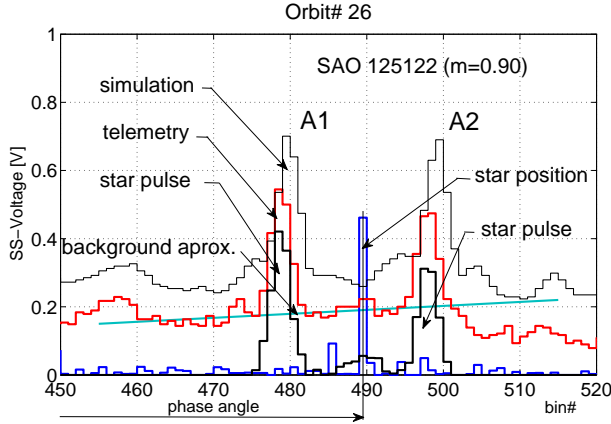 Orbit# 26
SAO 125122 (m=0.90)
simulation
A1
A2
telemetry
star pulse
star position
star pulse
background aprox.
SS–Voltage [V]
1
0.8
0.6
0.4
0.2
0
450 460 470 480 490 500 510 520
phase angle
bin#